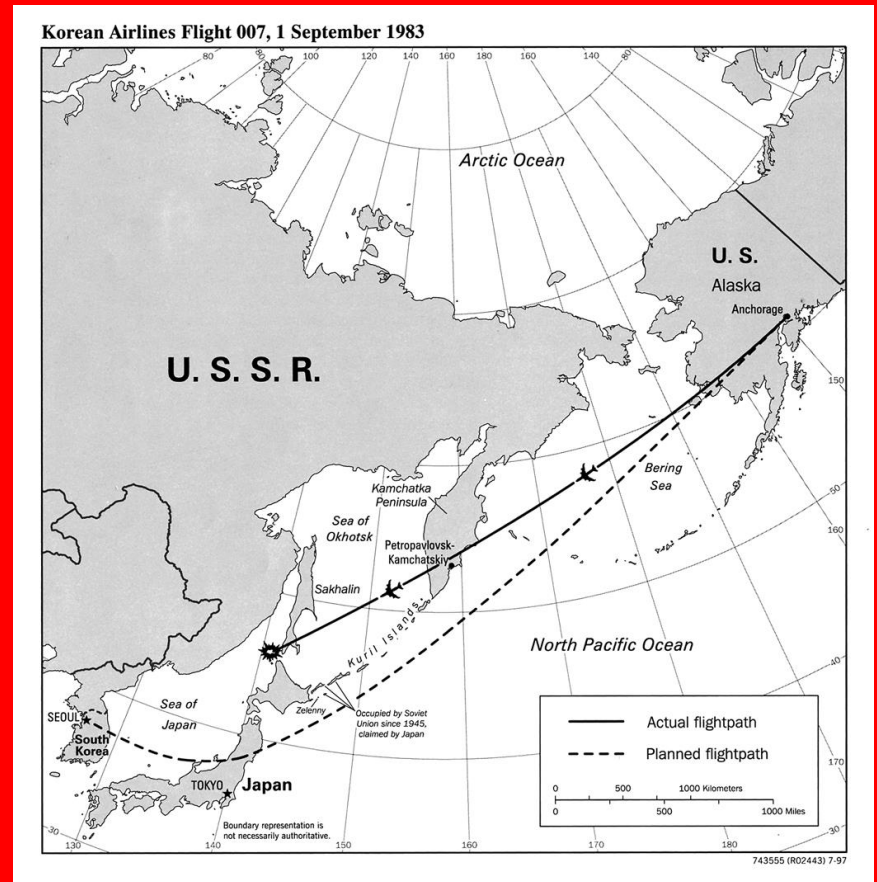 Korean Airlines Flight 007, 1 September 1983
80
100
120
140
160
180
160
140
80
Arctic Ocean
U. S.
Alaska
Anchorage
U. S. S. R.
150
Bering
Sea
Kamchatka
Peninsula
50
Sea of
Okhotsk
160
Petropavlovsk-
Kamchatskiy
Sakhalin
Kuril Islands
North Pacific Ocean
40
Zelenny
Occupied by Soviet
Union since 1945,
claimed by Japan
Sea of
Japan
SEOUL
South
Korea
Actual flightpath
Planned flightpath
170
TOKYO
Japan
0 500 1000 Kilometers
0 500 1000 Miles
Boundary representation is
not necessarily authoritative.
30
30
130
140
150
160
170
180
743555 (R02443) 7-97